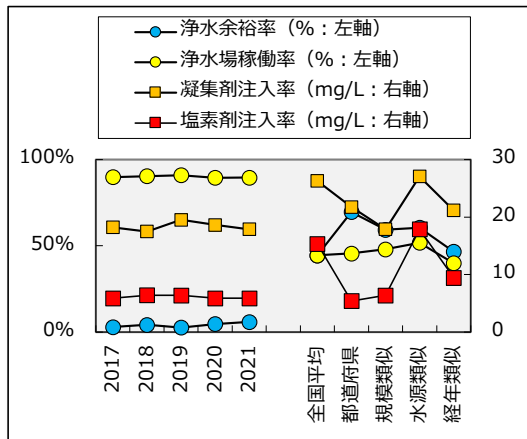 浄水余裕率（%：左軸）
浄水場稼働率（%：左軸）
凝集剤注入率（mg/L：右軸）
塩素剤注入率（mg/L：右軸）
100%
50%
0%
30
20
10
0
2017
2018
2019
2020
2021
全国平均
都道府県
規模類似
水源類似
経年類似